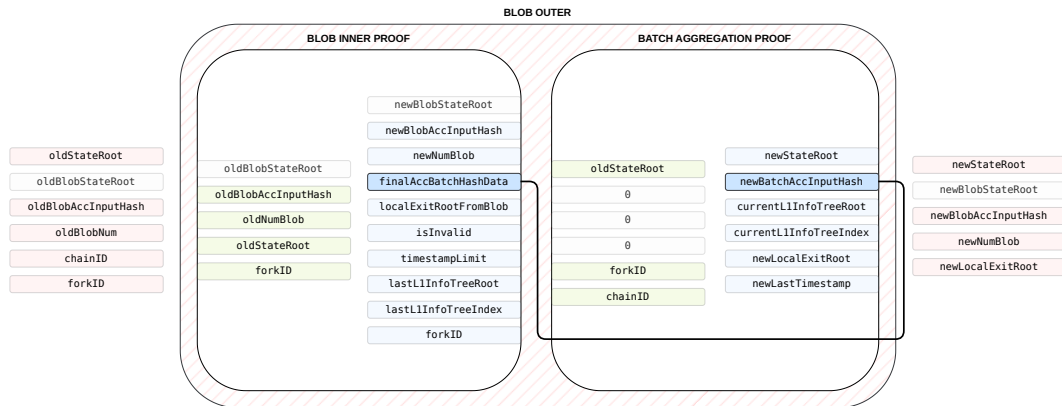 BLOB OUTER
BLOB INNER PROOF
BATCH AGGREGATION PROOF
oldStateRoot
oldBlobStateRoot
oldBlobAccInputHash
oldBlobNum
chainID
forkID
oldBlobStateRoot
oldBlobAccInputHash
oldNumBlob
oldStateRoot
forkID
newBlobStateRoot
newBlobAccInputHash
newNumBlob
finalAccBatchHashData
localExitRootFromBlob
isInvalid
timestampLimit
lastL1InfoTreeRoot
lastL1InfoTreeIndex
forkID
oldStateRoot
0
0
0
forkID
chainID
newStateRoot
newBatchAccInputHash
currentL1InfoTreeRoot
currentL1InfoTreeIndex
newLocalExitRoot
newLastTimestamp
newStateRoot
newBlobStateRoot
newBlobAccInputHash
newNumBlob
newLocalExitRoot